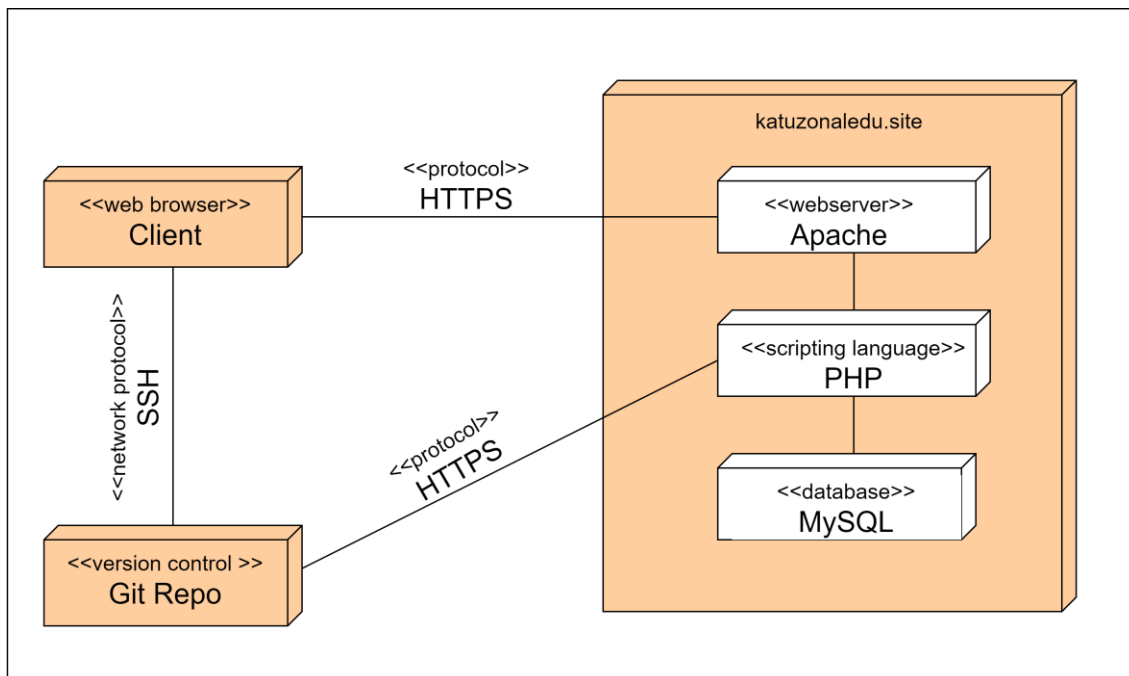 katuzonaledu.site
<<protocol>>
HTTPS
<<web browser>>
Client
<<webserver>>
Apache
<<network protocol>>
SSH
<<scripting language>>
PHP
<<protocol>>
HTTPS
<<database>>
MySQL
<<version control >>
Git Repo